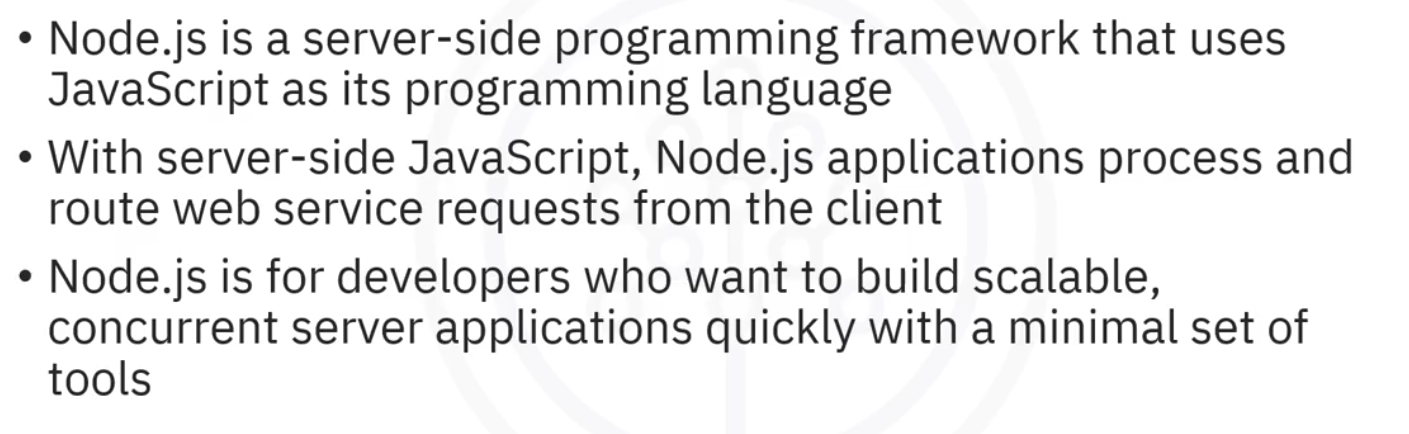 • Node.js is a server-side programming framework that uses
JavaScript as its programming language
• With server-side JavaScript, Node.js applications process and
route web service requests from the client
• Node.js is for developers who want to build scalable,
concurrent server applications quickly with a minimal set of
tools